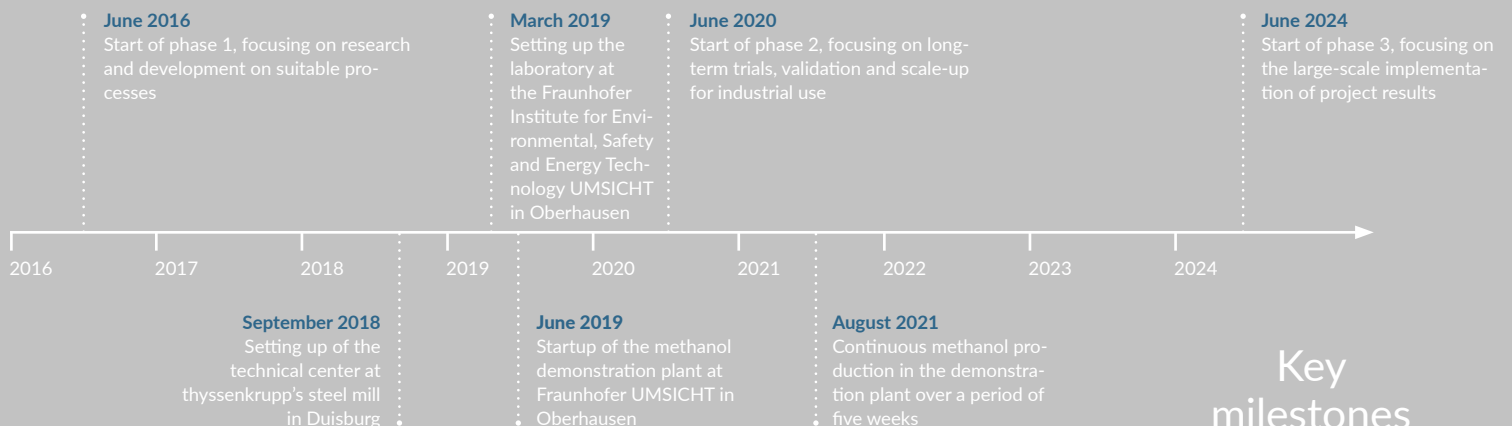 June 2016
Start of phase 1, focusing on research
and development on suitable pro-
cesses
March 2019
Setting up the
laboratory at
the Fraunhofer
Institute for Envi-
ronmental, Safety
and Energy Tech-
nology UMSICHT
in Oberhausen
June 2020
Start of phase 2, focusing on long-
term trials, validation and scale-up
for industrial use
June 2024
Start of phase 3, focusing on
the large-scale implementa-
tion of project results
2016
2017
2018
2019
2020
2021
2022
2023
2024
September 2018
Setting up of the
technical center at
thyssenkrupp's steel mill
in Duisburg
June 2019
Startup of the methanol
demonstration plant at
Fraunhofer UMSICHT in
Oberhausen
August 2021
Continuous methanol pro-
duction in the demonstra-
tion plant over a period of
five weeks
Key
milestones